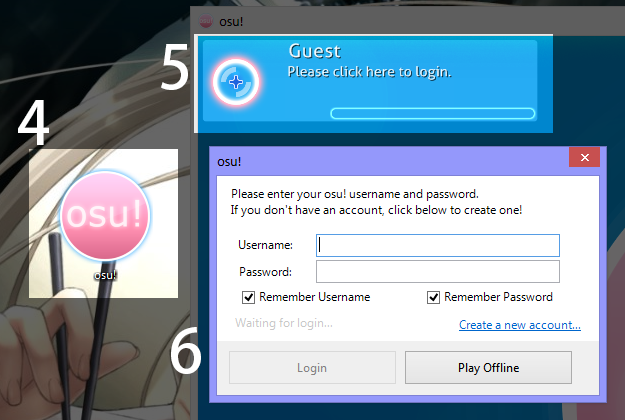 osu!
5
Guest
Please click here to login.
4
osu!
osu!
osu!
Please enter your osu! username and password.
If you don't have an account, click below to create one!
Username:
Password:
Remember Username
Remember Password
Waiting for login...
Create a new account...
6
Login
Play Offline